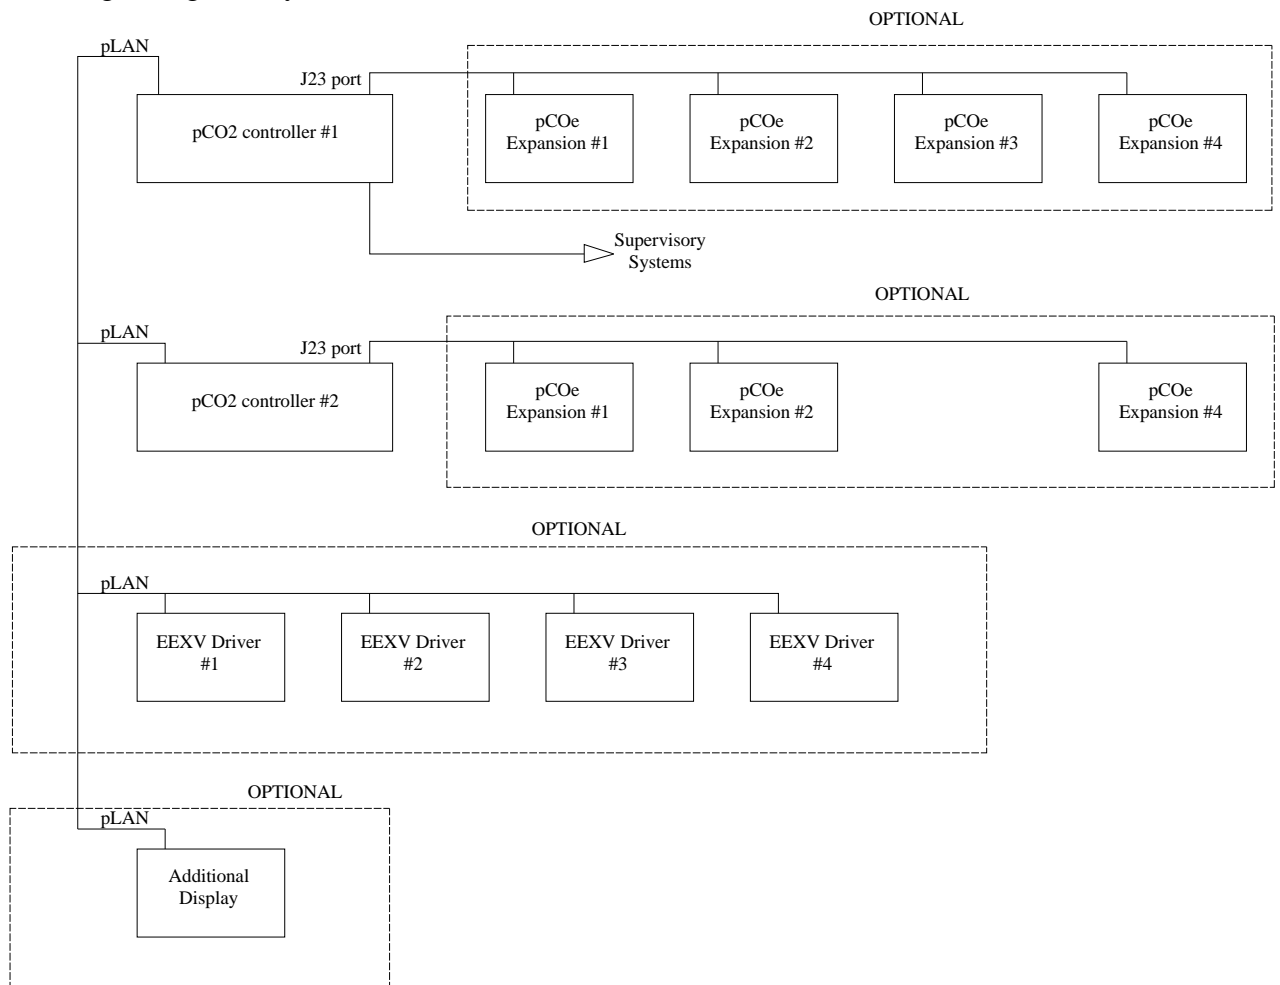 OPTIONAL
pLAN
J23 port
pCO2 controller #1
pCOe
Expansion #1
pCOe
Expansion #2
pCOe
Expansion #3
pCOe
Expansion #4
Supervisory
Systems
OPTIONAL
pLAN
J23 port
pCO2 controller #2
pCOe
Expansion #1
pCOe
Expansion #2
pCOe
Expansion #4
OPTIONAL
pLAN
EEXV Driver
#1
EEXV Driver
#2
EEXV Driver
#3
EEXV Driver
#4
OPTIONAL
pLAN
Additional
Display